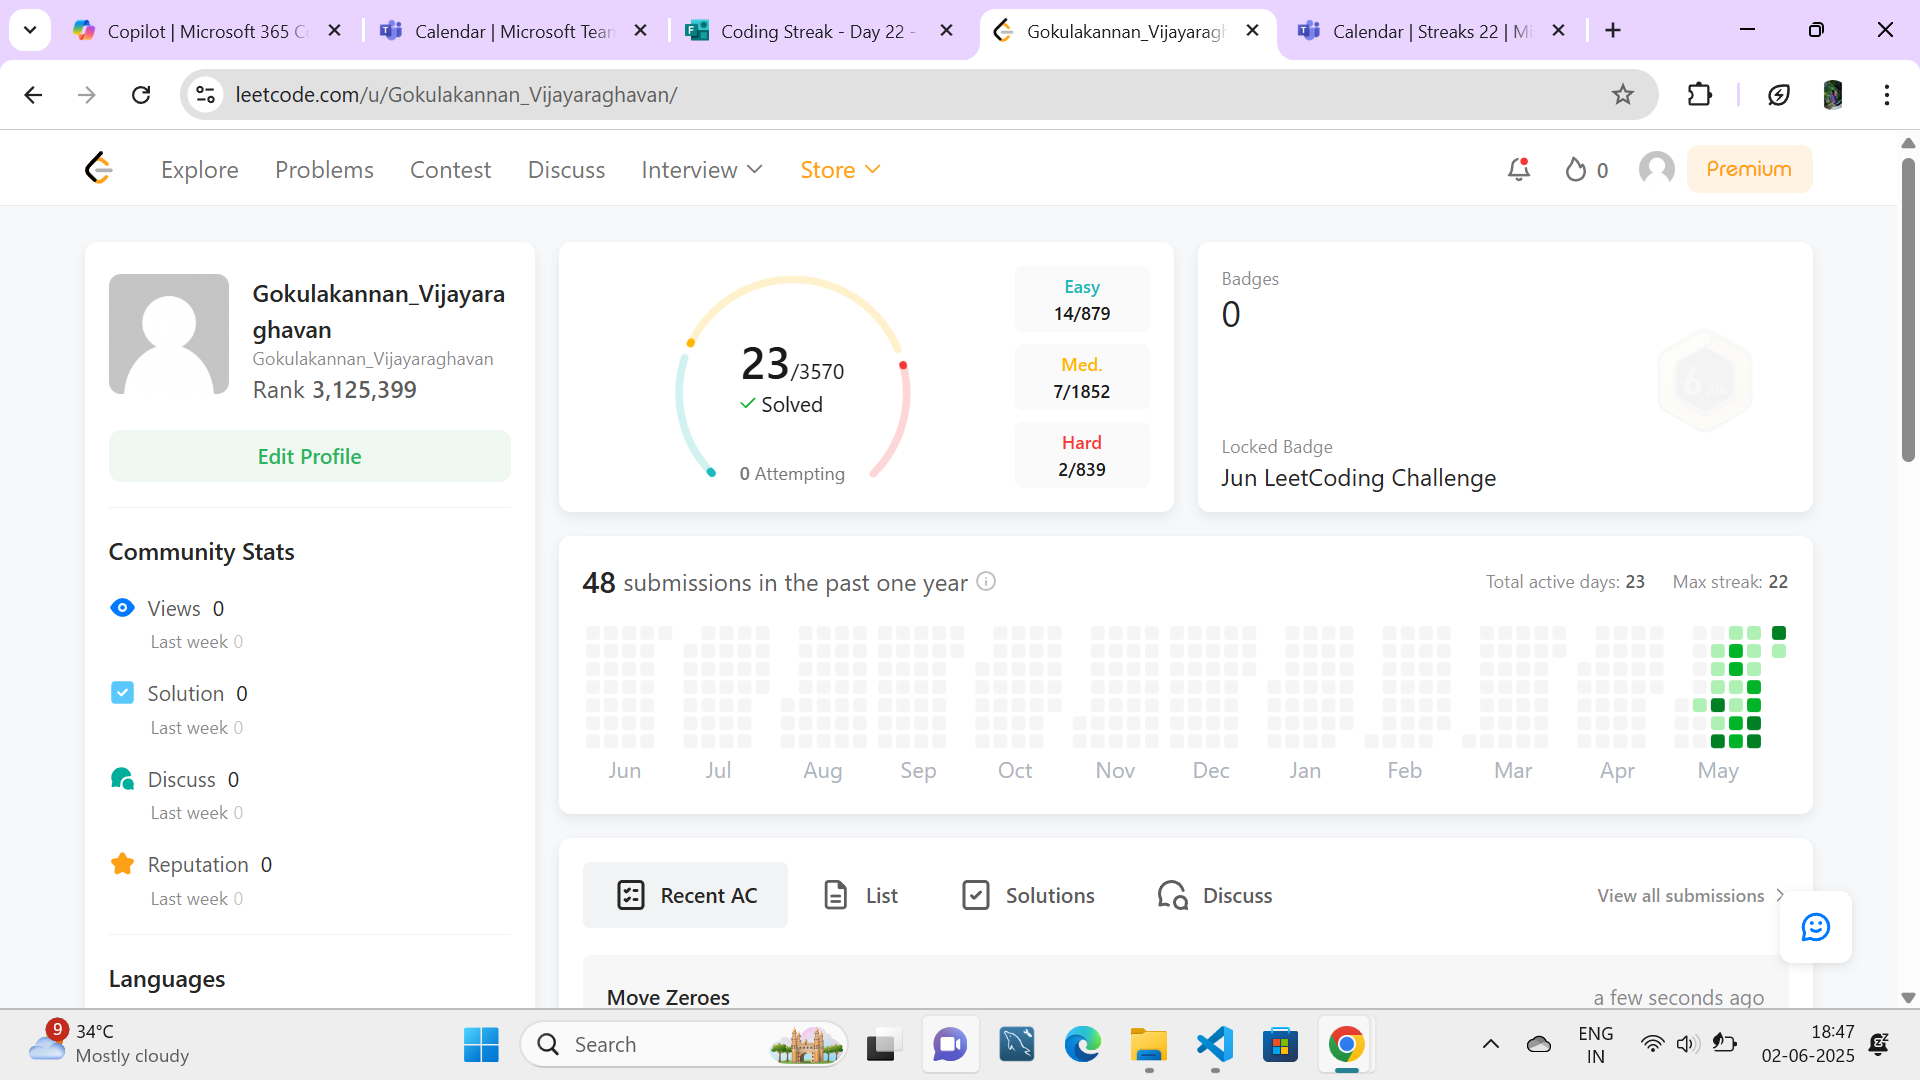 Copilot | Microsoft 365 C
Calendar | Microsoft Tean
Coding Streak - Day 22 -
Gokulakannan_Vijayaragh
Calendar | Streaks 22 | Mi
leetcode.com/u/Gokulakannan_Vijayaraghavan/
Explore
Problems
Contest
Discuss
Interview
Store
0
Premium
Gokulakannan_Vijayara
ghavan
Gokulakannan_Vijayaraghavan
Rank 3,125,399
Edit Profile
Community Stats
Views 0
Last week 0
Solution 0
Last week 0
Discuss 0
Last week 0
Reputation 0
Last week 0
Languages
23/3570
Solved
0 Attempting
Easy
14/879
Med.
7/1852
Hard
2/839
Badges
0
Locked Badge
Jun LeetCoding Challenge
48 submissions in the past one year
Total active days: 23
Max streak: 22
Jun Jul Aug Sep Oct Nov Dec Jan Feb Mar Apr May
Recent AC
List
Solutions
Discuss
View all submissions
Move Zeroes
a few seconds ago
9
34°C
Mostly cloudy
Search
ENG
IN
18:47
02-06-2025